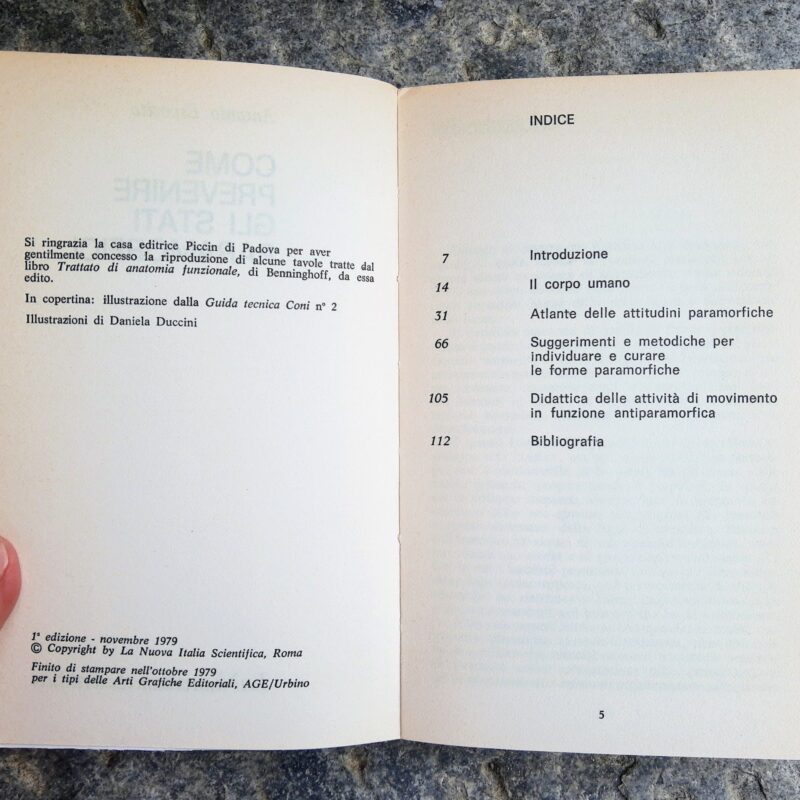 Si ringrazia la casa editrice Piccin di Padova per aver
gentilmente concesso la riproduzione di alcune tavole tratte dal
libro Trattato di anatomia funzionale, di Benninghoff, da essa
edito.
In copertina: illustrazione dalla Guida tecnica Coni n° 2
Illustrazioni di Daniela Duccini
1ª edizione - novembre 1979
© Copyright by La Nuova Italia Scientifica, Roma
Finito di stampare nell'ottobre 1979
per i tipi delle Arti Grafiche Editoriali, AGE/Urbino
INDICE
7 Introduzione
14 Il corpo umano
31 Atlante delle attitudini paramorfiche
66 Suggerimenti e metodiche per
individuare e curare
le forme paramorfiche
105 Didattica delle attività di movimento
in funzione antiparamorfica
112 Bibliografia
5